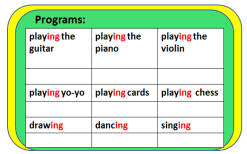 Programs:
playing the guitar
playing the piano
playing the violin
playing yo-yo
playing cards
playing chess
drawing
dancing
singing